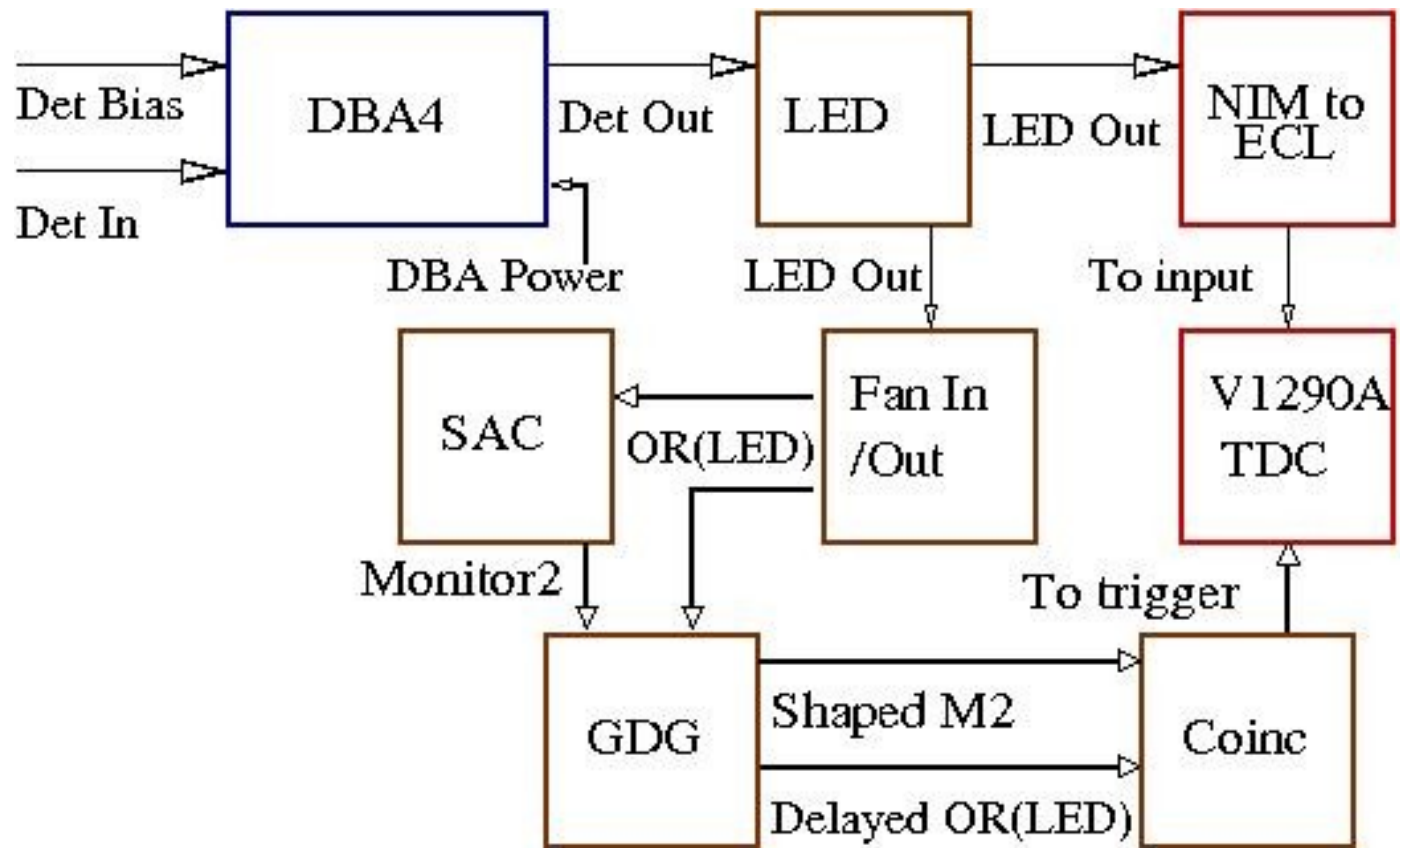 Det Bias
Det In
DBA4
DBA Power
Det Out
LED
LED Out
NIM to
ECL
LED Out
To input
SAC
OR(LED)
Fan In
/Out
V1290A
TDC
Monitor2
To trigger
GDG
Shaped M2
Delayed OR(LED)
Coinc